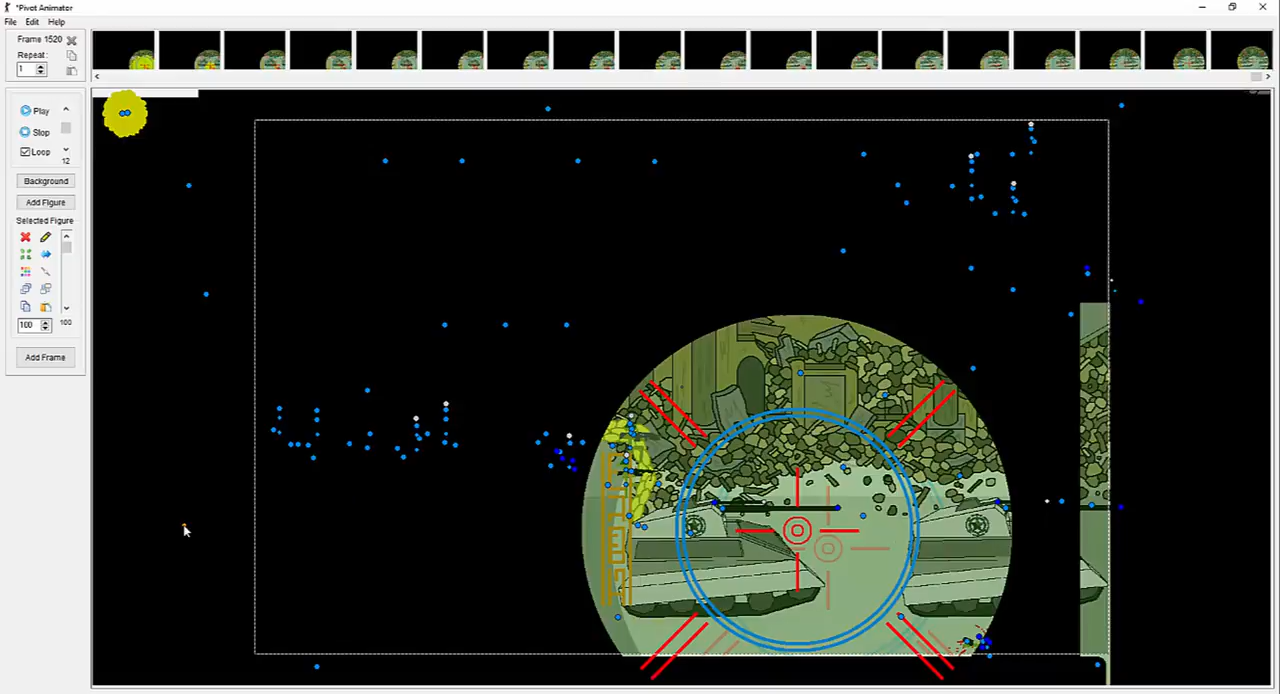 *Pivot Animator
File Edit Help
Frame 1520
Repeat:
1
Play
Stop
Loop
12
Background
Add Figure
Selected Figure
100 100
Add Frame